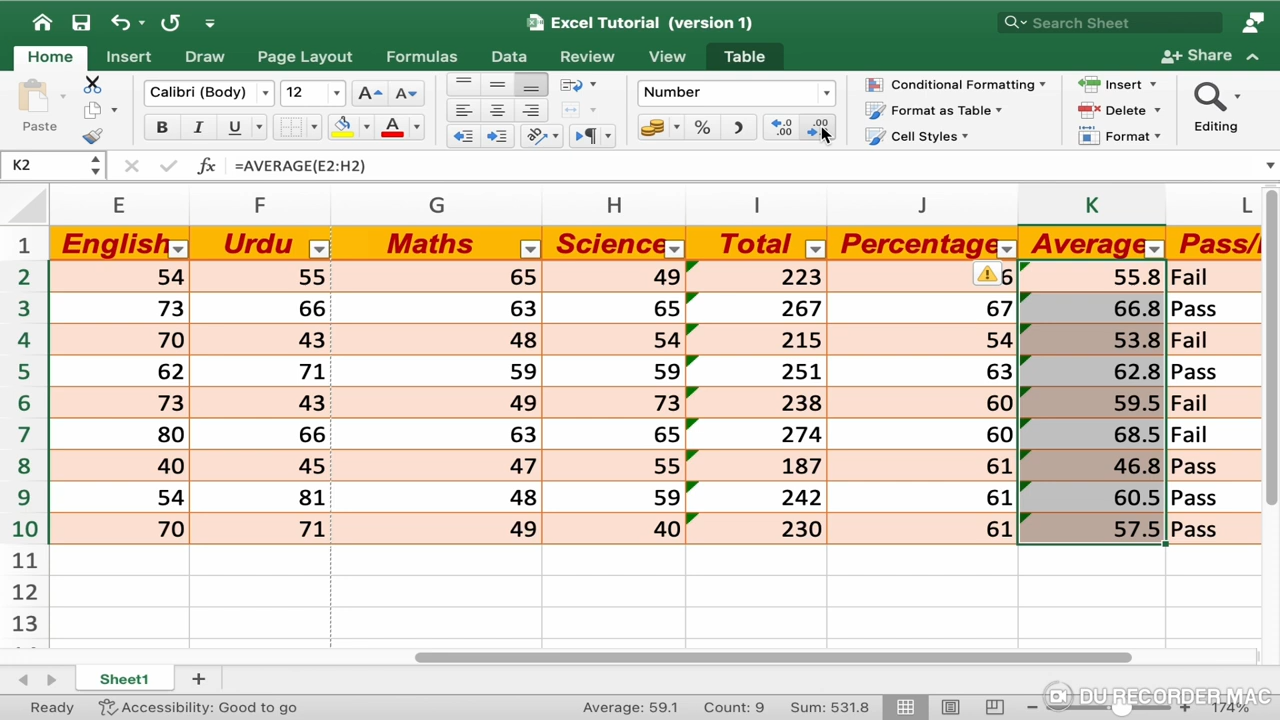 Excel Tutorial (version 1)
Search Sheet
Home Insert Draw Page Layout Formulas Data Review View Table Share
Paste
Calibri (Body) 12
B I U A
Number
%
Conditional Formatting
Format as Table
Cell Styles
Insert
Delete
Format
Editing
K2 fx =AVERAGE(E2:H2)
E F G H I J K L
1 English Urdu Maths Science Total Percentage Average Pass/
2 54 55 65 49 223 6 55.8 Fail
3 73 66 63 65 267 67 66.8 Pass
4 70 43 48 54 215 54 53.8 Fail
5 62 71 59 59 251 63 62.8 Pass
6 73 43 49 73 238 60 59.5 Fail
7 80 66 63 65 274 60 68.5 Fail
8 40 45 47 55 187 61 46.8 Pass
9 54 81 48 59 242 61 60.5 Pass
10 70 71 49 40 230 61 57.5 Pass
11
12
13
Sheet1
Ready Accessibility: Good to go Average: 59.1 Count: 9 Sum: 531.8 174%
DU RECORDER MAC